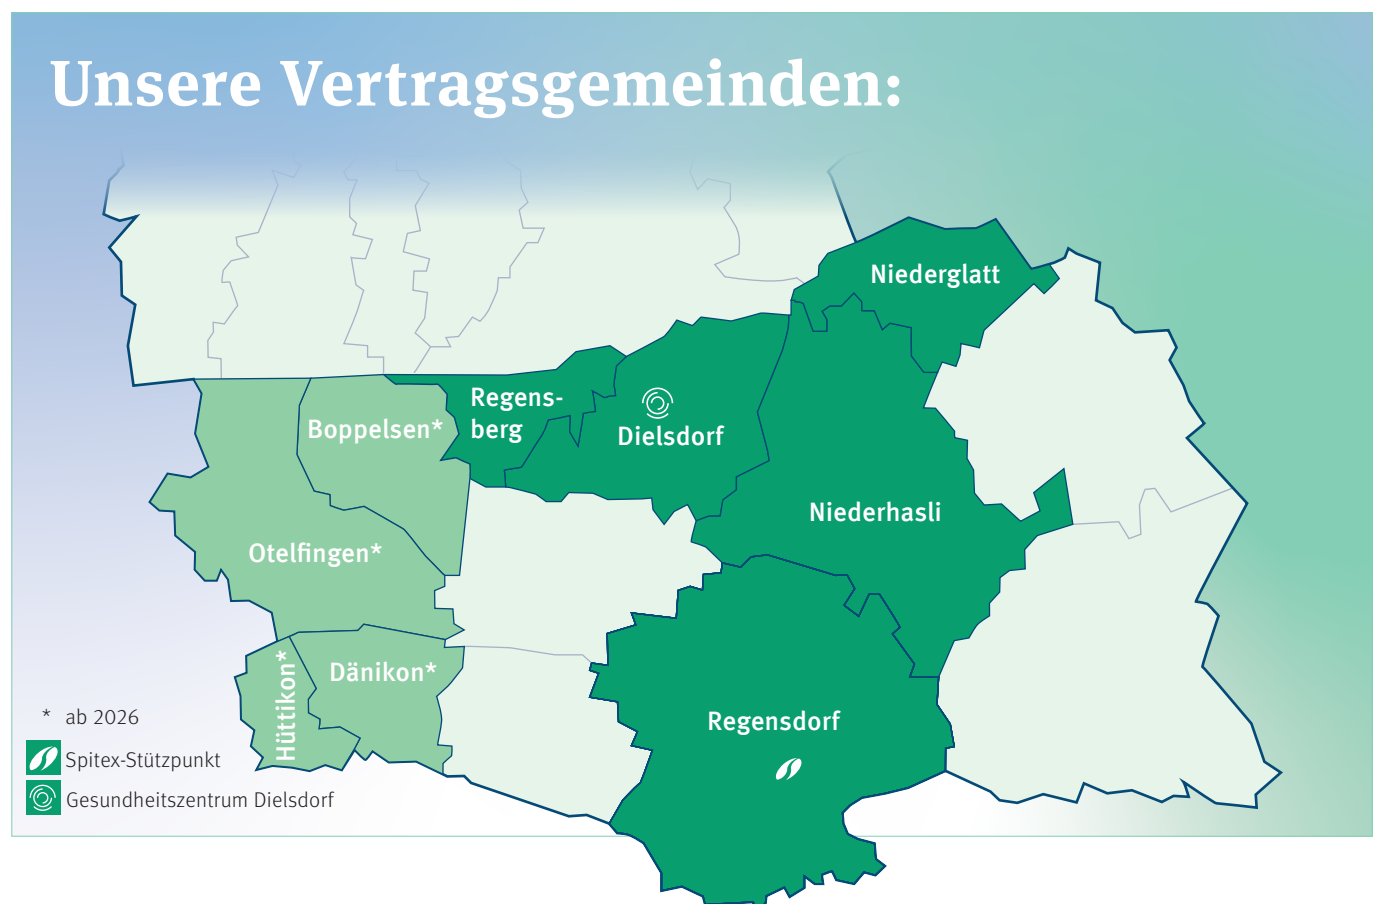 Unsere Vertragsgemeinden:
Niederglatt
Regens-
berg
Boppelsen*
Dielsdorf
Niederhasli
Otelfingen*
Hüttikon*
Dänikon*
Regensdorf
* ab 2026
Spitex-Stützpunkt
Gesundheitszentrum Dielsdorf